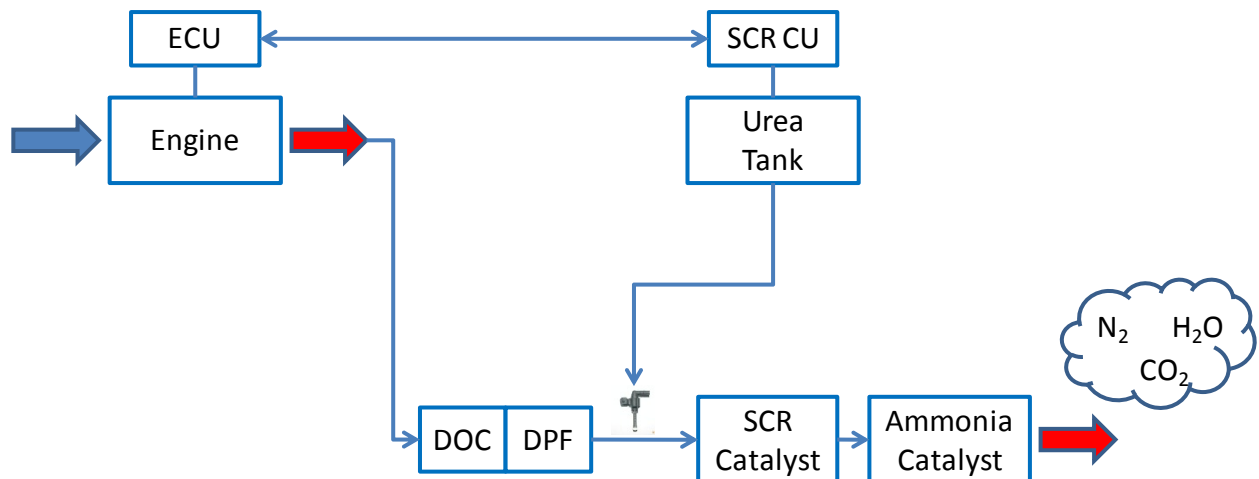 ECU
SCR CU
Engine
Urea
Tank
N₂
H₂O
CO₂
DOC
DPF
SCR
Catalyst
Ammonia
Catalyst